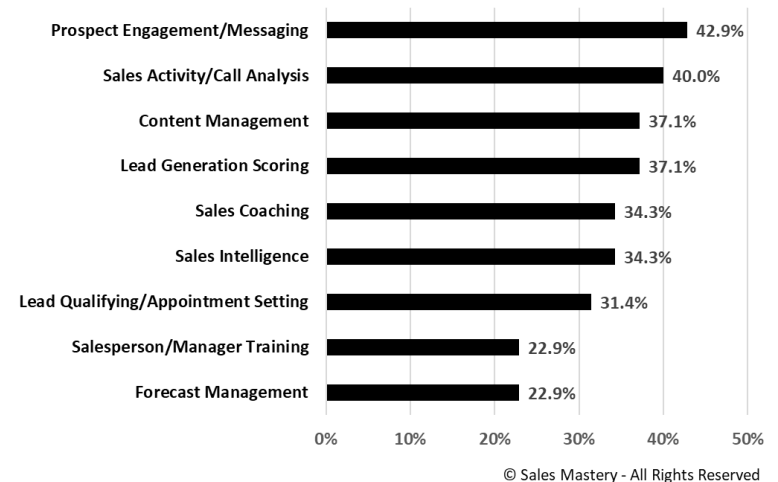 Prospect Engagement/Messaging 42.9%
Sales Activity/Call Analysis 40.0%
Content Management 37.1%
Lead Generation Scoring 37.1%
Sales Coaching 34.3%
Sales Intelligence 34.3%
Lead Qualifying/Appointment Setting 31.4%
Salesperson/Manager Training 22.9%
Forecast Management 22.9%
0% 10% 20% 30% 40% 50%
© Sales Mastery - All Rights Reserved